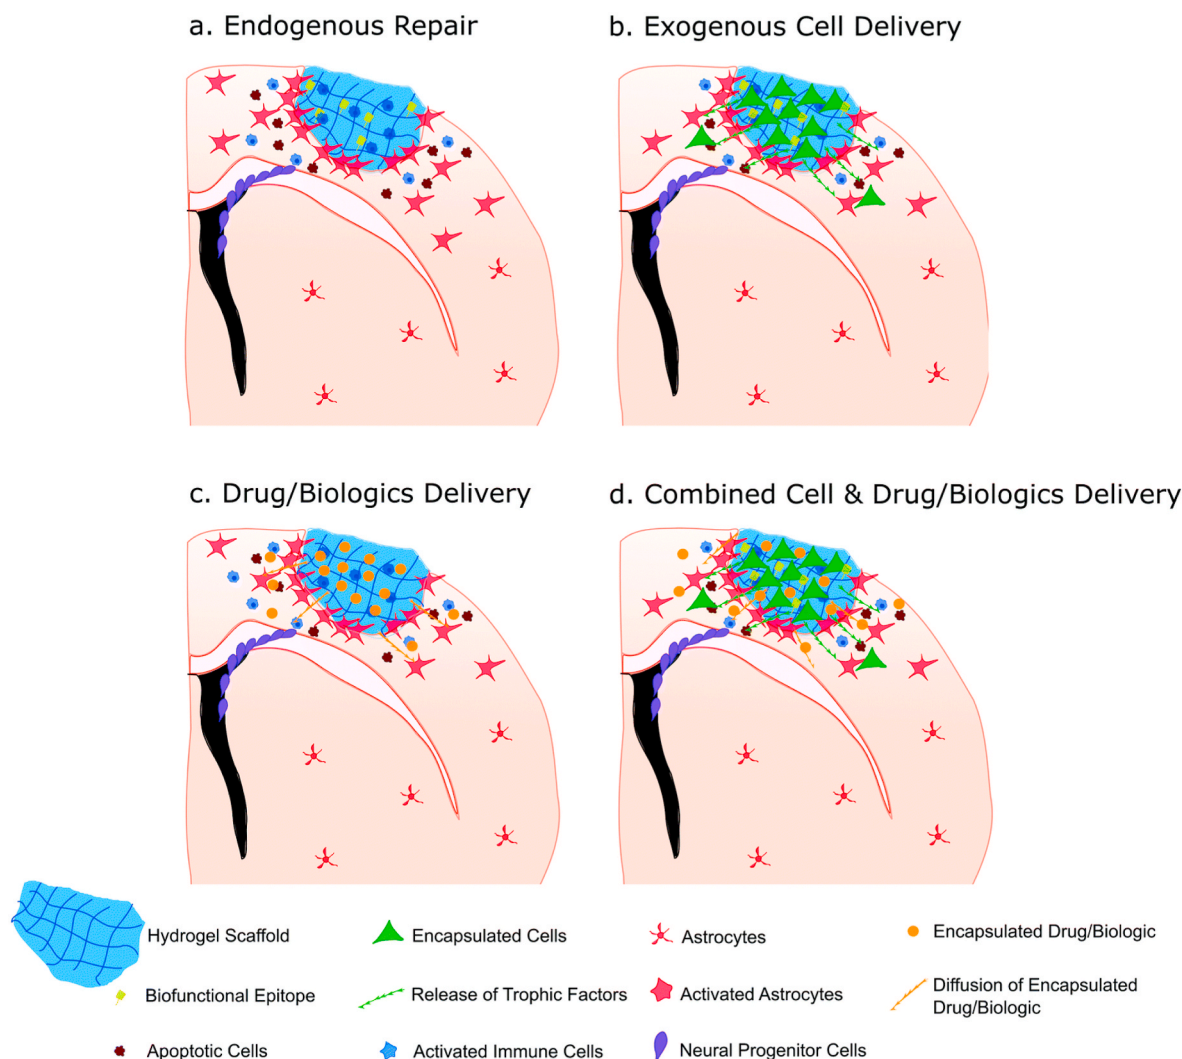 a. Endogenous Repair
b. Exogenous Cell Delivery
c. Drug/Biologics Delivery
d. Combined Cell & Drug/Biologics Delivery
Hydrogel Scaffold
Encapsulated Cells
Astrocytes
Encapsulated Drug/Biologic
Biofunctional Epitope
Release of Trophic Factors
Activated Astrocytes
Diffusion of Encapsulated
Drug/Biologic
Apoptotic Cells
Activated Immune Cells
Neural Progenitor Cells